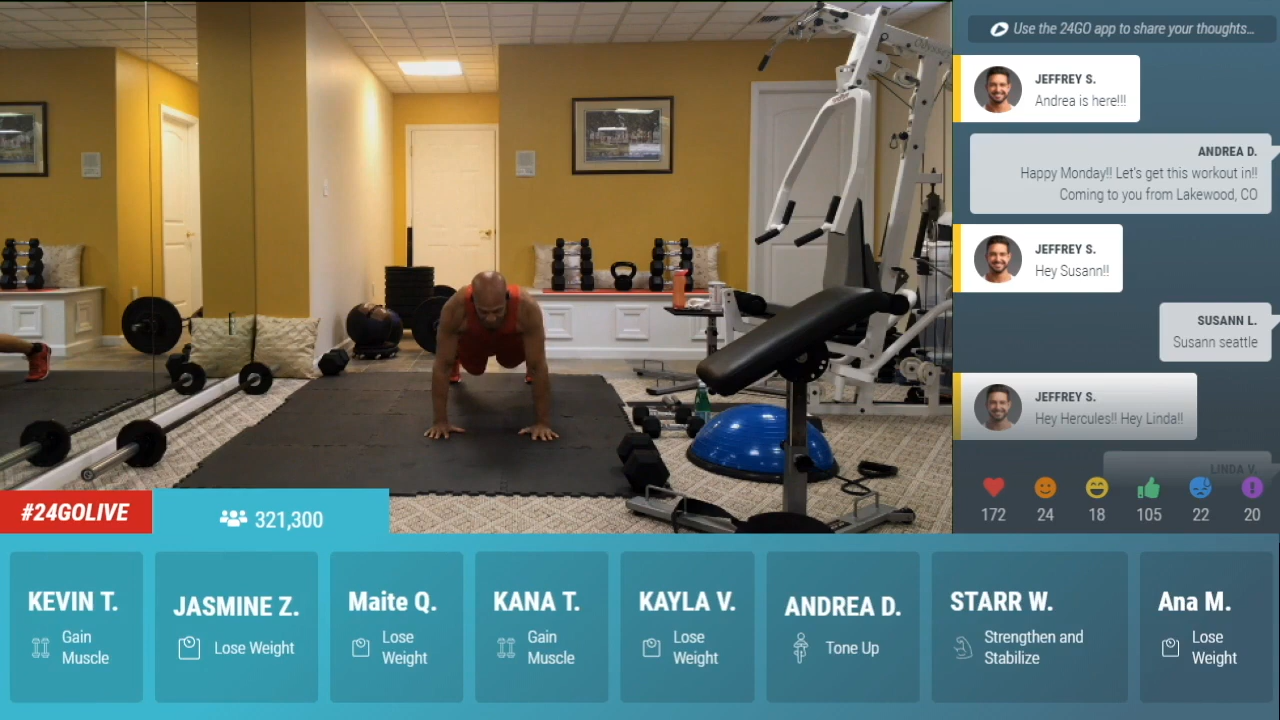 Use the 24GO app to share your thoughts...
JEFFREY S.
Andrea is here!!!
ANDREA D.
Happy Monday!! Let's get this workout in!!
Coming to you from Lakewood, CO
JEFFREY S.
Hey Susann!!
SUSANN L.
Susann seattle
JEFFREY S.
Hey Hercules!! Hey Linda!!
LINDA V.
172
24
18
105
22
20
#24GOLIVE
321,300
KEVIN T.
Gain
Muscle
JASMINE Z.
Lose Weight
Maite Q.
Lose
Weight
KANA T.
Gain
Muscle
KAYLA V.
Lose
Weight
ANDREA D.
Tone Up
STARR W.
Strengthen and
Stabilize
Ana M.
Lose
Weight